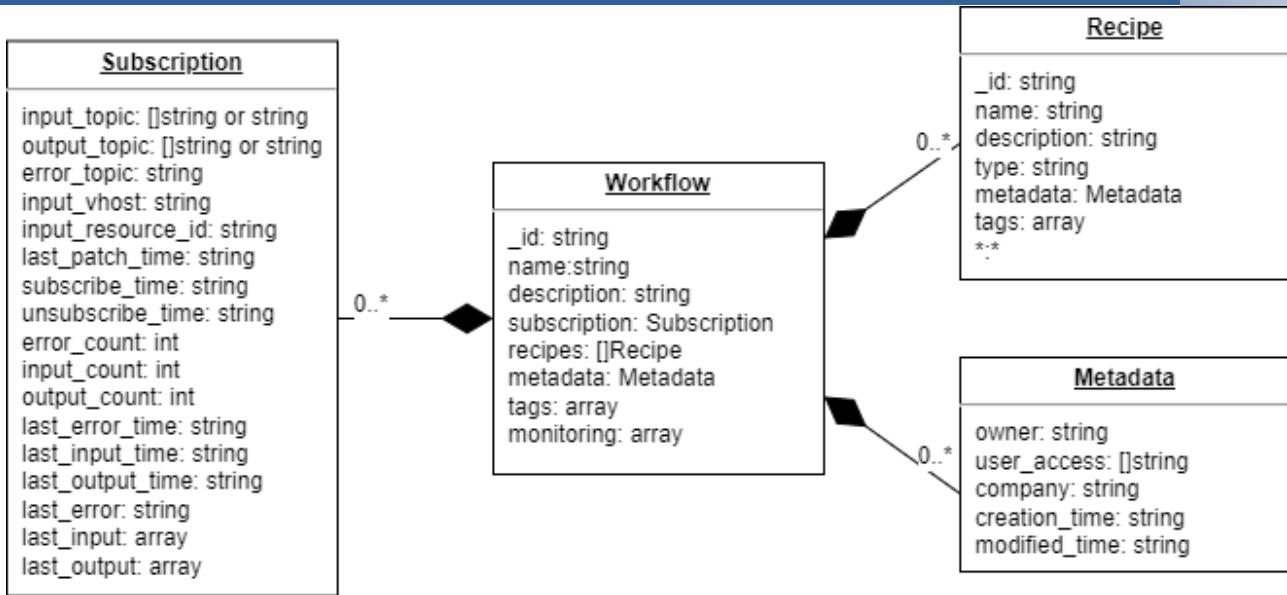 Subscription
input_topic: []string or string
output_topic: []string or string
error_topic: string
input_vhost: string
input_resource_id: string
last_patch_time: string
subscribe_time: string
unsubscribe_time: string
error_count: int
input_count: int
output_count: int
last_error_time: string
last_input_time: string
last_output_time: string
last_error: string
last_input: array
last_output: array
0..*
Workflow
_id: string
name:string
description: string
subscription: Subscription
recipes: []Recipe
metadata: Metadata
tags: array
monitoring: array
0..*
Recipe
_id: string
name: string
description: string
type: string
metadata: Metadata
tags: array
*:*
0..*
Metadata
owner: string
user_access: []string
company: string
creation_time: string
modified_time: string